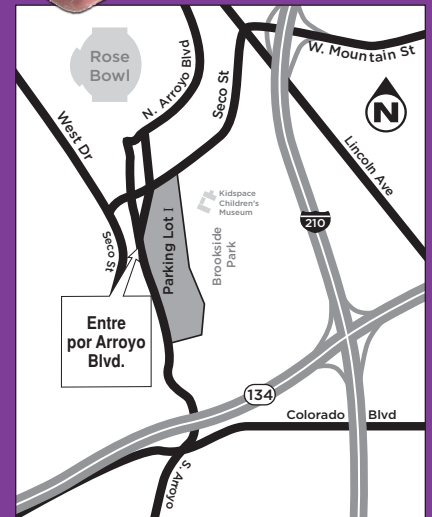 Rose
Bowl
N. Arroyo Blvd
Seco St
W. Mountain St
N
West Dr
Lincoln Ave
Kidspace
Children's
Museum
210
Seco St
Parking Lot I
Brookside
Park
Entre
por Arroyo
Blvd.
134
Colorado Blvd
S. Arroyo